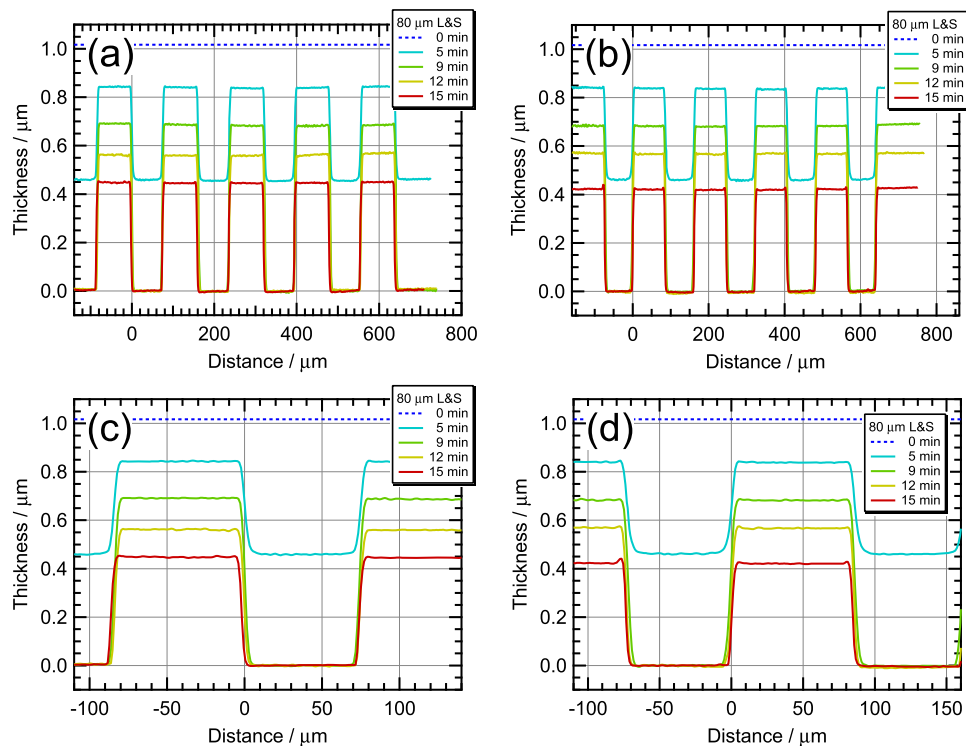 (a)
80 μm L&S
0 min
5 min
9 min
12 min
15 min
1.0
0.8
0.6
0.4
0.2
0.0
Thickness / μm
0 200 400 600 800
Distance / μm
(b)
80 μm L&S
0 min
5 min
9 min
12 min
15 min
1.0
0.8
0.6
0.4
0.2
0.0
Thickness / μm
0 200 400 600 800
Distance / μm
(c)
80 μm L&S
0 min
5 min
9 min
12 min
15 min
1.0
0.8
0.6
0.4
0.2
0.0
Thickness / μm
-100 -50 0 50 100
Distance / μm
(d)
80 μm L&S
0 min
5 min
9 min
12 min
15 min
1.0
0.8
0.6
0.4
0.2
0.0
Thickness / μm
-100 -50 0 50 100 150
Distance / μm